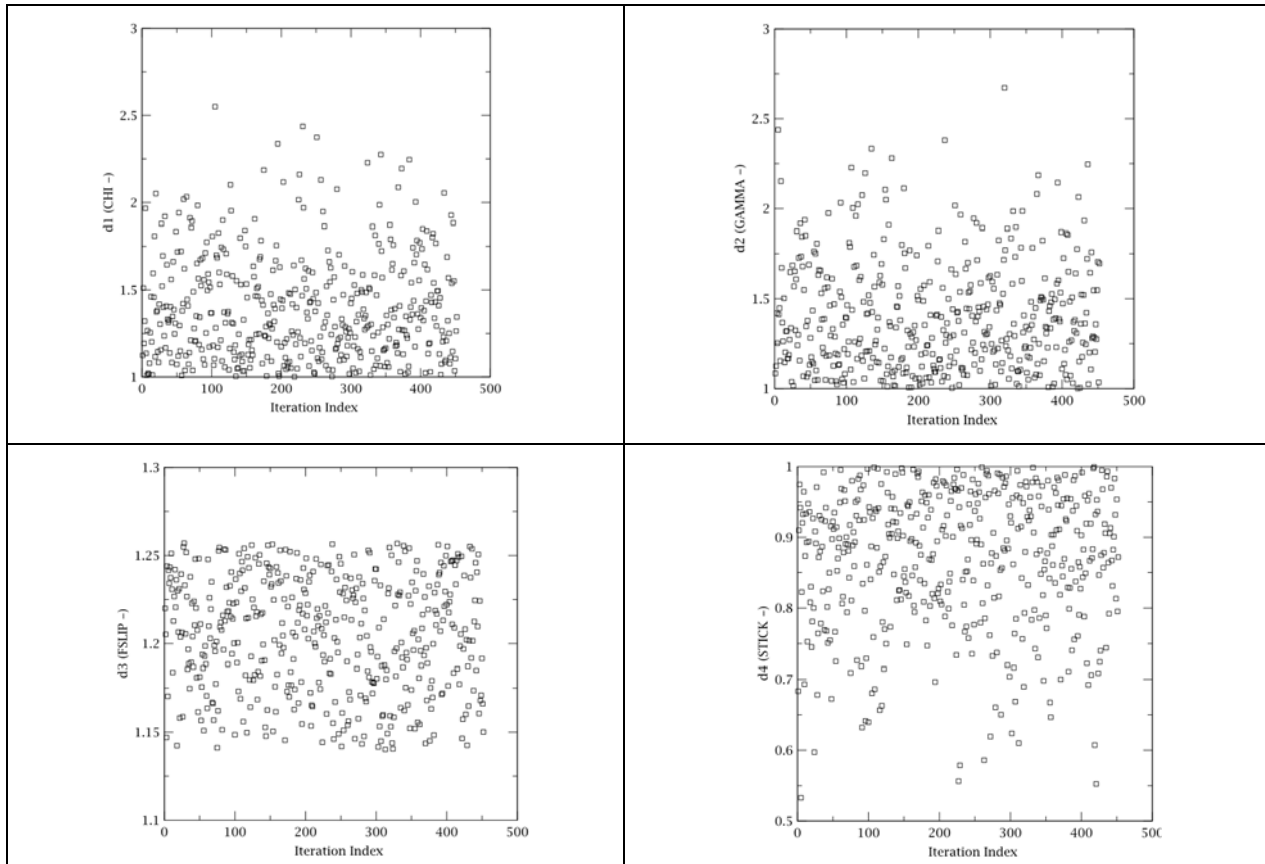 3
2.5
2
1.5
1
d1 (CHI -)
0 100 200 300 400 500
Iteration Index
3
2.5
2
1.5
1
d2 (GAMMA -)
0 100 200 300 400 500
Iteration Index
1.3
1.25
1.2
1.15
1.1
d3 (FSLIP -)
0 100 200 300 400 500
Iteration Index
1
0.9
0.8
0.7
0.6
0.5
d4 (STICK -)
0 100 200 300 400 500
Iteration Index